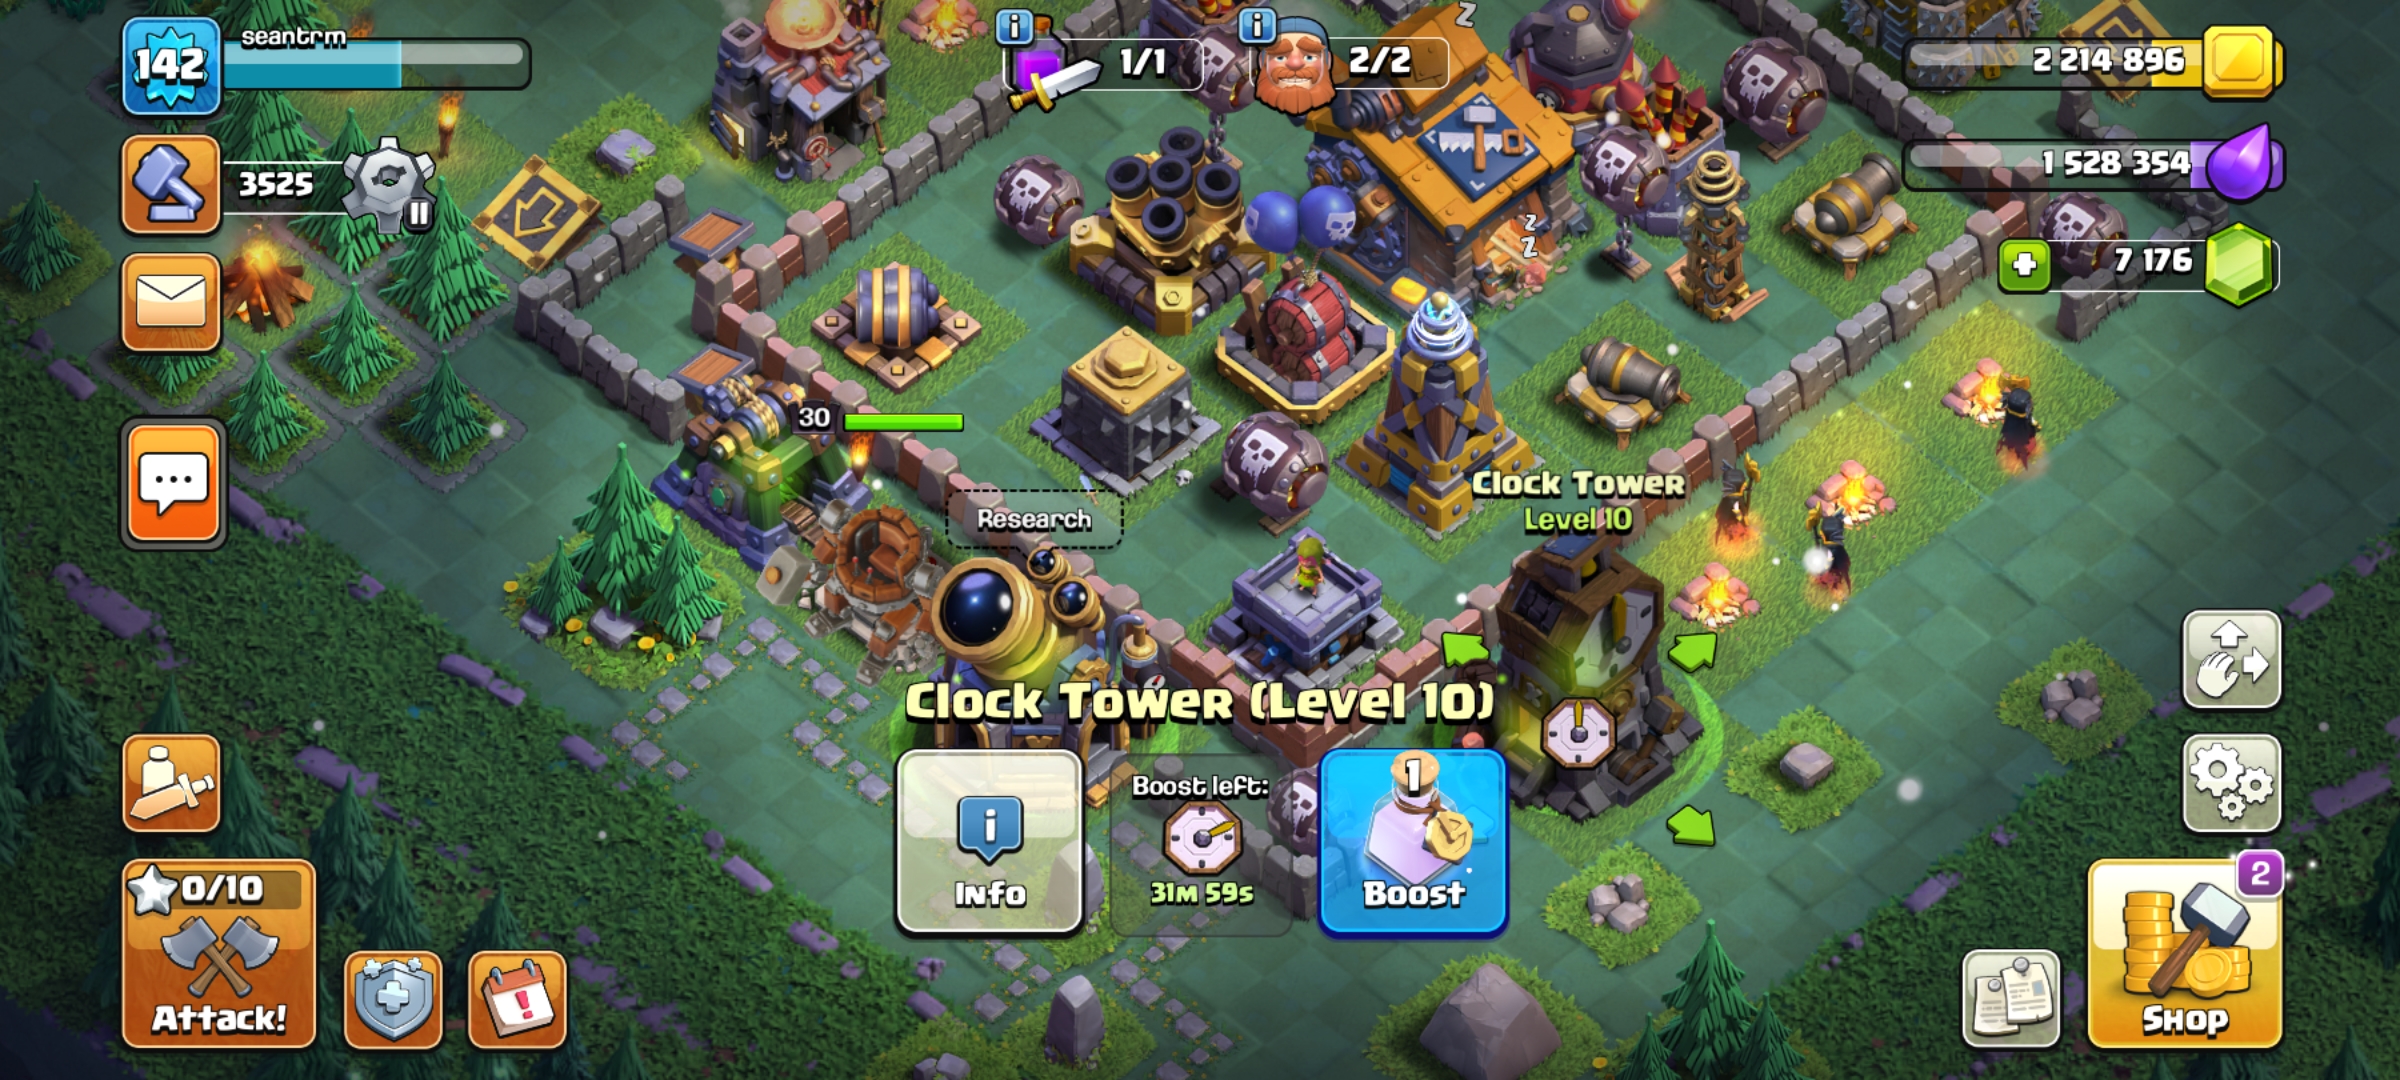 142
seantrm
1/1
2/2
2 214 896
3525
1 528 354
7 176
z
z
z
30
Research
Clock Tower
Level 10
Clock Tower (Level 10)
Info
Boost left:
31m 59s
1
Boost
0/10
Attack!
2
Shop